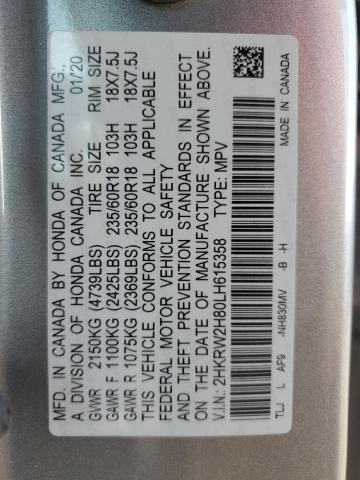 MFD. IN CANADA BY HONDA OF CANADA MFG.,
A DIVISION OF HONDA CANADA INC. 01/20
GVWR 2150KG (4739LBS) TIRE SIZE RIM SIZE
GAWR F 1100KG (2425LBS) 235/60R18 103H 18X7.5J
GAWR R 1075KG (2369LBS) 235/60R18 103H 18X7.5J
THIS VEHICLE CONFORMS TO ALL APPLICABLE
FEDERAL MOTOR VEHICLE SAFETY
AND THEFT PREVENTION STANDARDS IN EFFECT
ON THE DATE OF MANUFACTURE SHOWN ABOVE.
V.I.N.: 2HKRW2H80LH615358 TYPE: MPV
TLJ L AF9 -NH830MV -B -H MADE IN CANADA